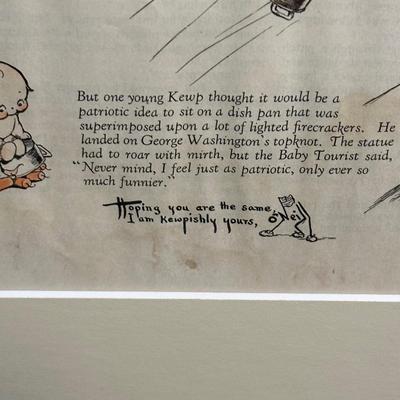 But one young Kewp thought it would be a
patriotic idea to sit on a dish pan that was
superimposed upon a lot of lighted firecrackers. He
landed on George Washington's topknot. The statue
had to roar with mirth, but the Baby Tourist said,
"Never mind, I feel just as patriotic, only ever so
much funnier."
Hoping you are the same,
I am Kewpishly yours,
O'Neill